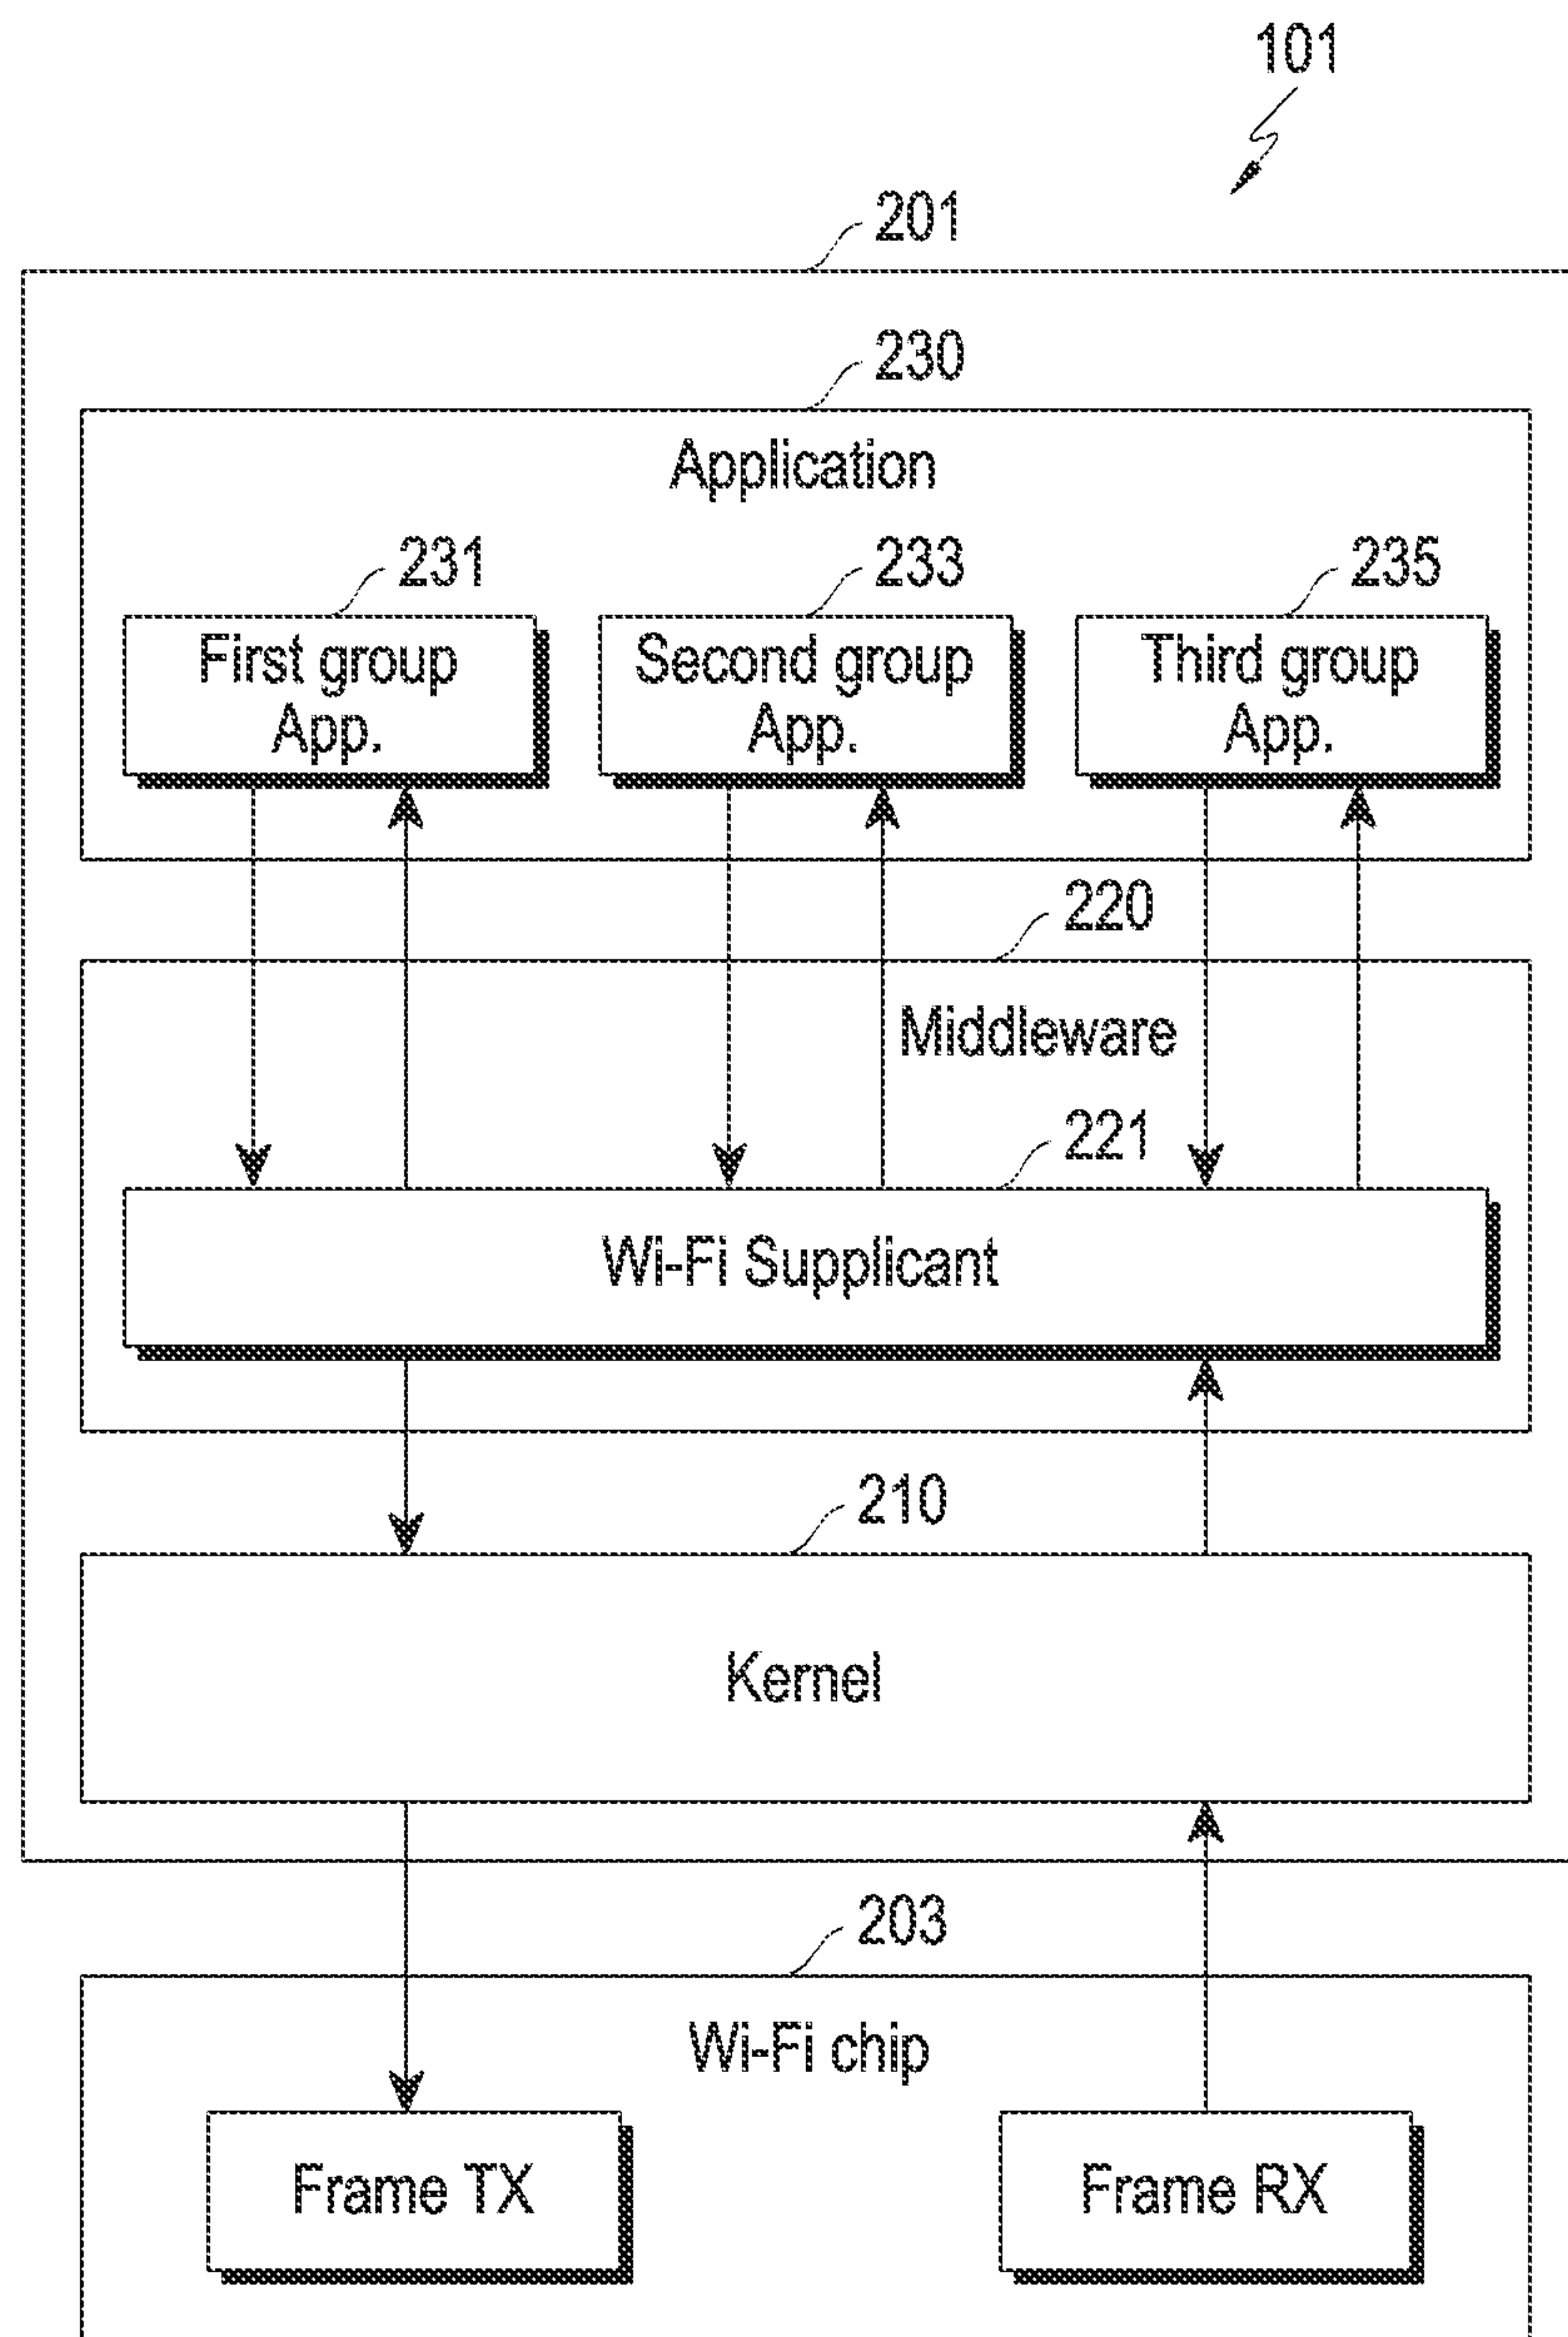 101
201
230
Application
231
233
235
First group
App.
Second group
App.
Third group
App.
220
Middleware
221
Wi-Fi Supplicant
210
Kernel
203
Wi-Fi chip
Frame TX
Frame RX